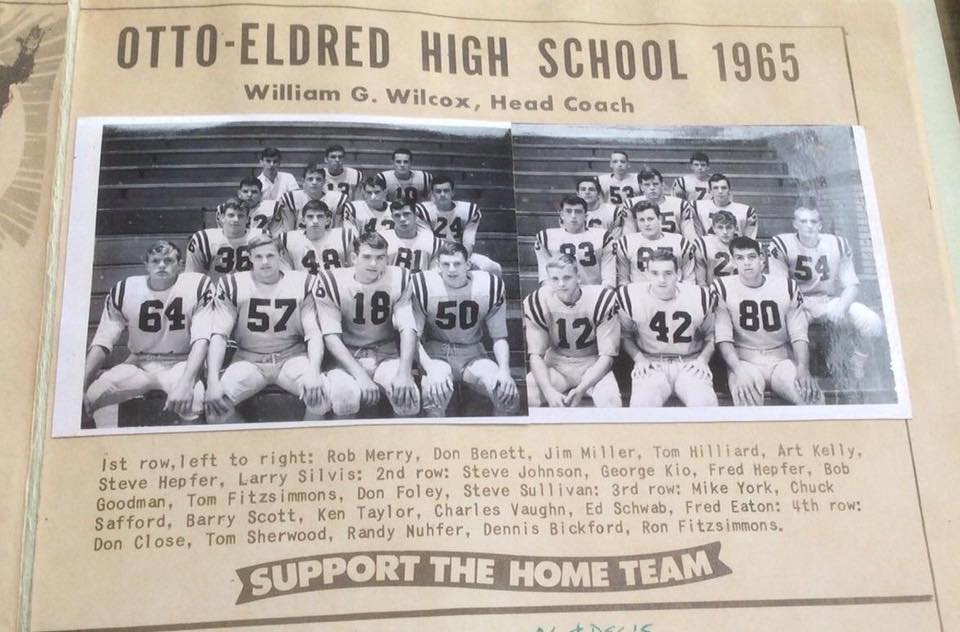 OTTO-ELDRED HIGH SCHOOL 1965
William G. Wilcox, Head Coach
53
10
7
24
36
48
81
83
54
64
57
18
50
12
42
80
1st row,left to right: Rob Merry, Don Benett, Jim Miller, Tom Hilliard, Art Kelly,
Steve Hepfer, Larry Silvis: 2nd row: Steve Johnson, George Kio, Fred Hepfer, Bob
Goodman, Tom Fitzsimmons, Don Foley, Steve Sullivan: 3rd row: Mike York, Chuck
Safford, Barry Scott, Ken Taylor, Charles Vaughn, Ed Schwab, Fred Eaton: 4th row:
Don Close, Tom Sherwood, Randy Nuhfer, Dennis Bickford, Ron Fitzsimmons.
SUPPORT THE HOME TEAM